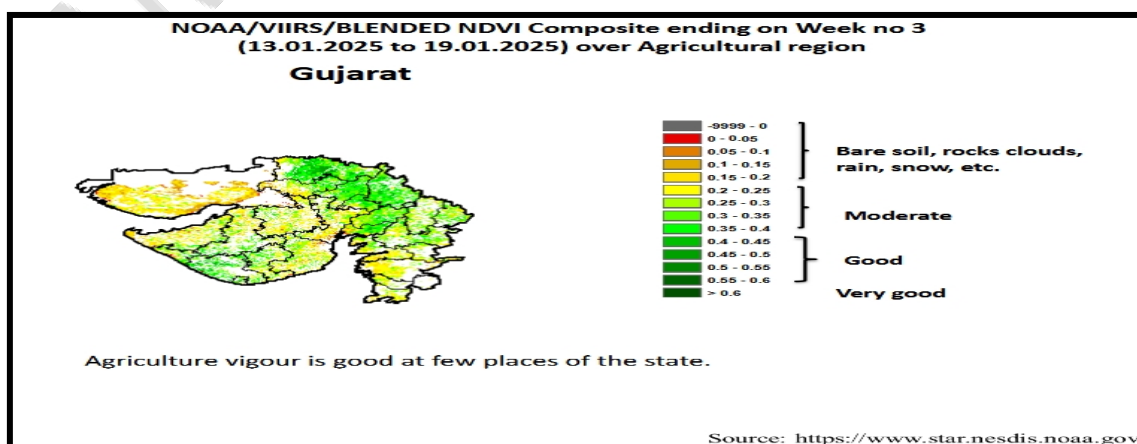 NOAA/VIIRS/BLENDED NDVI Composite ending on Week no 3
(13.01.2025 to 19.01.2025) over Agricultural region
Gujarat
-9999 - 0
0 - 0.05
0.05 - 0.1
0.1 - 0.15
0.15 - 0.2
0.2 - 0.25
0.25 - 0.3
0.3 - 0.35
0.35 - 0.4
0.4 - 0.45
0.45 - 0.5
0.5 - 0.55
0.55 - 0.6
> 0.6
Bare soil, rocks clouds,
rain, snow, etc.
Moderate
Good
Very good
Agriculture vigour is good at few places of the state.
Source: https://www.star.nesdis.noaa.gov